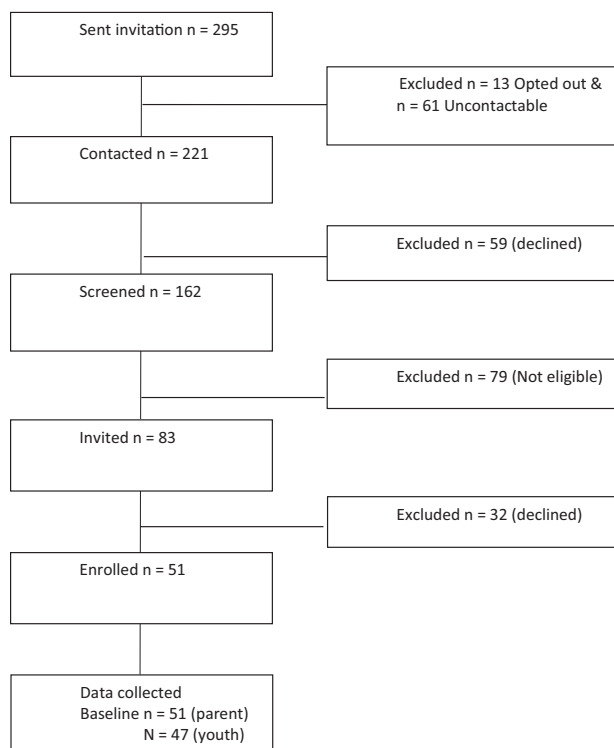 Sent invitation n = 295
Excluded n = 13 Opted out &
n = 61 Uncontactable
Contacted n = 221
Excluded n = 59 (declined)
Screened n = 162
Excluded n = 79 (Not eligible)
Invited n = 83
Excluded n = 32 (declined)
Enrolled n = 51
Data collected
Baseline n = 51 (parent)
N = 47 (youth)